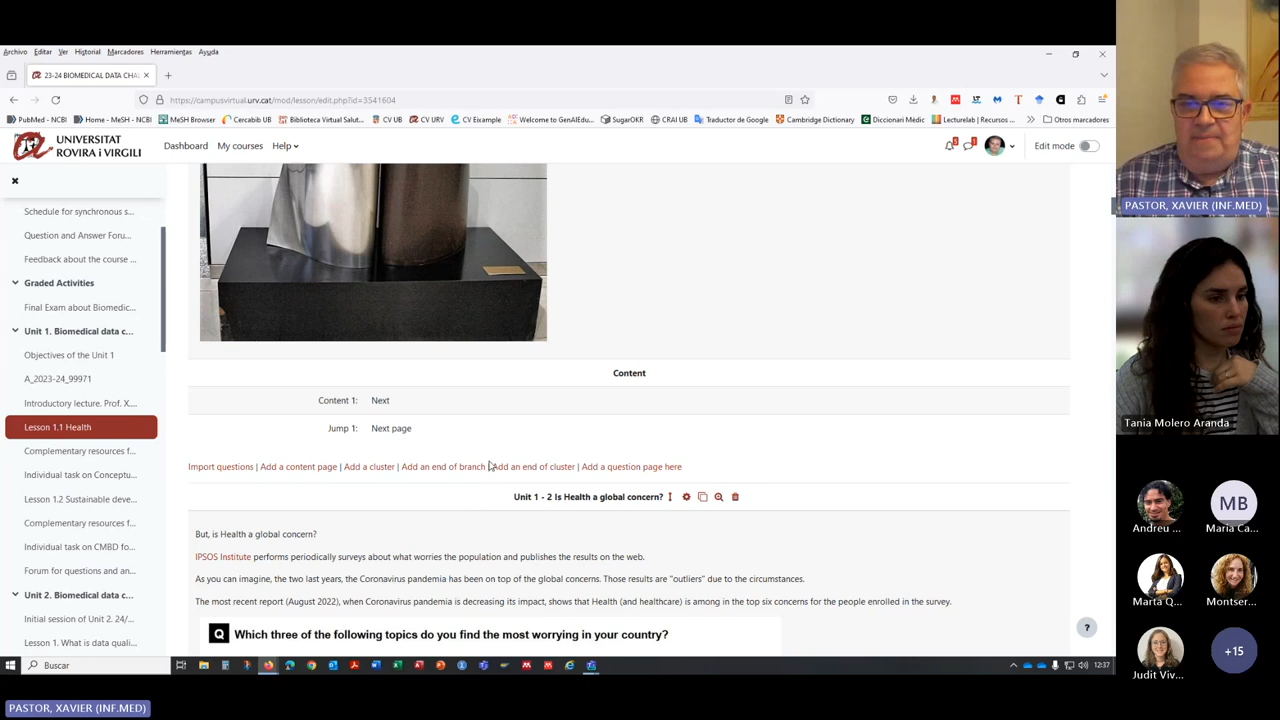 Archivo Editar Ver Historial Marcadores Herramientas Ayuda
23-24 BIOMEDICAL DATA CHA
https://campusvirtual.urv.cat/mod/lesson/edit.php?id=3541604
PubMed - NCBI Home - MeSH - NCBI MeSH Browser Cercabib UB Biblioteca Virtual Salut... CV UB CV URV CV Eixample Welcome to GenAIEdu... SugarOKR CRAI UB Traductor de Google Cambridge Dictionary Diccionari Mèdic Lecturelab | Recursos ... Otros marcadores
UNIVERSITAT
ROVIRA i VIRGILI
Dashboard My courses Help
Edit mode
Schedule for synchronous s...
Question and Answer Foru...
Feedback about the course ...
Graded Activities
Final Exam about Biomedic...
Unit 1. Biomedical data c...
Objectives of the Unit 1
A_2023-24_99971
Introductory lecture. Prof. X....
Lesson 1.1 Health
Complementary resources f...
Individual task on Conceptu...
Lesson 1.2 Sustainable deve...
Complementary resources f...
Individual task on CMBD fo...
Forum for questions and an...
Unit 2. Biomedical data c...
Initial session of Unit 2. 24/...
Lesson 1. What is data quali...
Content
Content 1: Next
Jump 1: Next page
Import questions | Add a content page | Add a cluster | Add an end of branch | Add an end of cluster | Add a question page here
Unit 1 - 2 Is Health a global concern?
But, is Health a global concern?
IPSOS Institute performs periodically surveys about what worries the population and publishes the results on the web.
As you can imagine, the two last years, the Coronavirus pandemia has been on top of the global concerns. Those results are "outliers" due to the circumstances.
The most recent report (August 2022), when Coronavirus pandemia is decreasing its impact, shows that Health (and healthcare) is among in the top six concerns for the people enrolled in the survey.
Q Which three of the following topics do you find the most worrying in your country?
?
Buscar
12:37
PASTOR, XAVIER (INF.MED)
PASTOR, XAVIER (INF.MED)
Tania Molero Aranda
Andreu ...
MB
Maria Ca...
Marta Q...
Montser...
Judit Viv...
+15